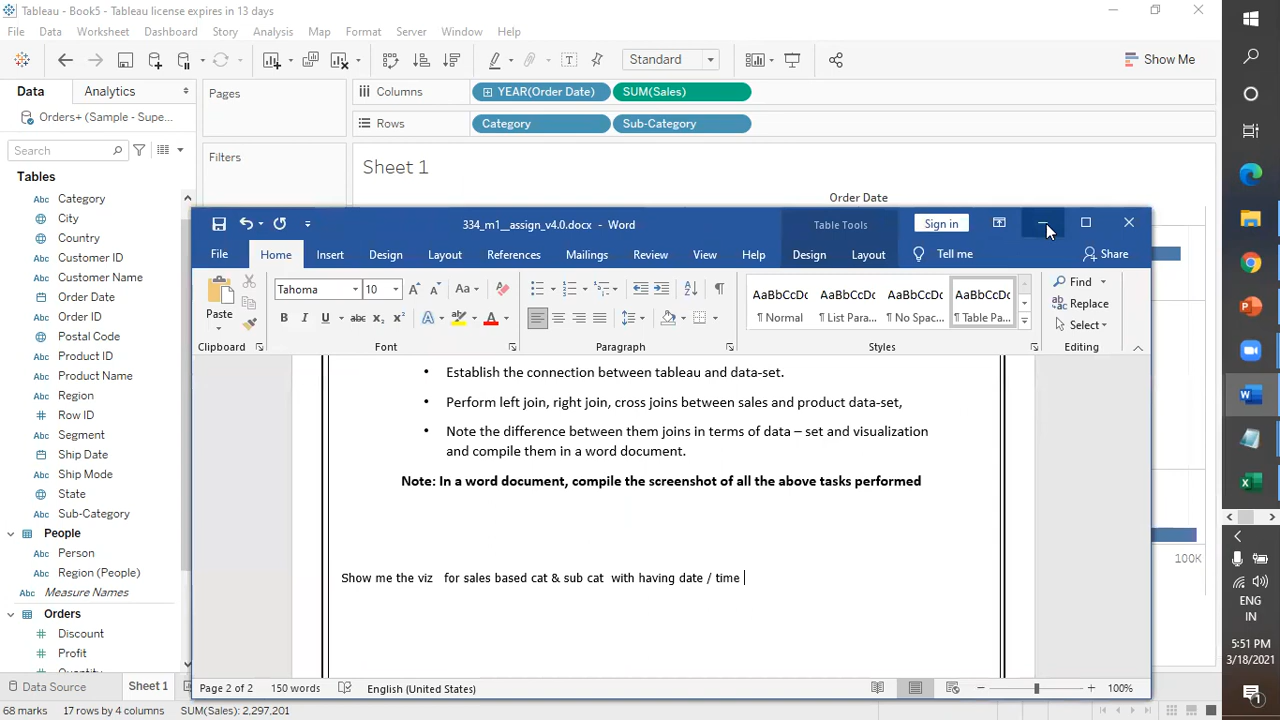 Tableau - Book5 - Tableau license expires in 13 days
File Data Worksheet Dashboard Story Analysis Map Format Server Window Help
Standard Show Me
Data Analytics Pages Columns YEAR(Order Date) SUM(Sales)
Orders+ (Sample - Supe... Rows Category Sub-Category
Search Filters Sheet 1
Tables
Order Date
Category
City
Country
Customer ID
Customer Name
Order Date
Order ID
Postal Code
Product ID
Product Name
Region
Row ID
Segment
Ship Date
Ship Mode
State
Sub-Category
People
Person
Region (People)
Measure Names
Orders
Discount
Profit
Data Source Sheet 1
68 marks 17 rows by 4 columns SUM(Sales): 2,297,201
334_m1__assign_v4.0.docx - Word Table Tools Sign in
File Home Insert Design Layout References Mailings Review View Help Design Layout Tell me Share
Paste Tahoma 10 Aa B I U abc x₂ x² A A
AaBbCcDc AaBbCcDc AaBbCcDc AaBbCcDc
¶ Normal ¶ List Para... ¶ No Spac... ¶ Table Pa...
Find
Replace
Select
Clipboard Font Paragraph Styles Editing
• Establish the connection between tableau and data-set.
• Perform left join, right join, cross joins between sales and product data-set,
• Note the difference between them joins in terms of data – set and visualization
and compile them in a word document.
Note: In a word document, compile the screenshot of all the above tasks performed
Show me the viz for sales based cat & sub cat with having date / time
Page 2 of 2 150 words English (United States) 100%
100K
ENG
IN
5:51 PM
3/18/2021
1